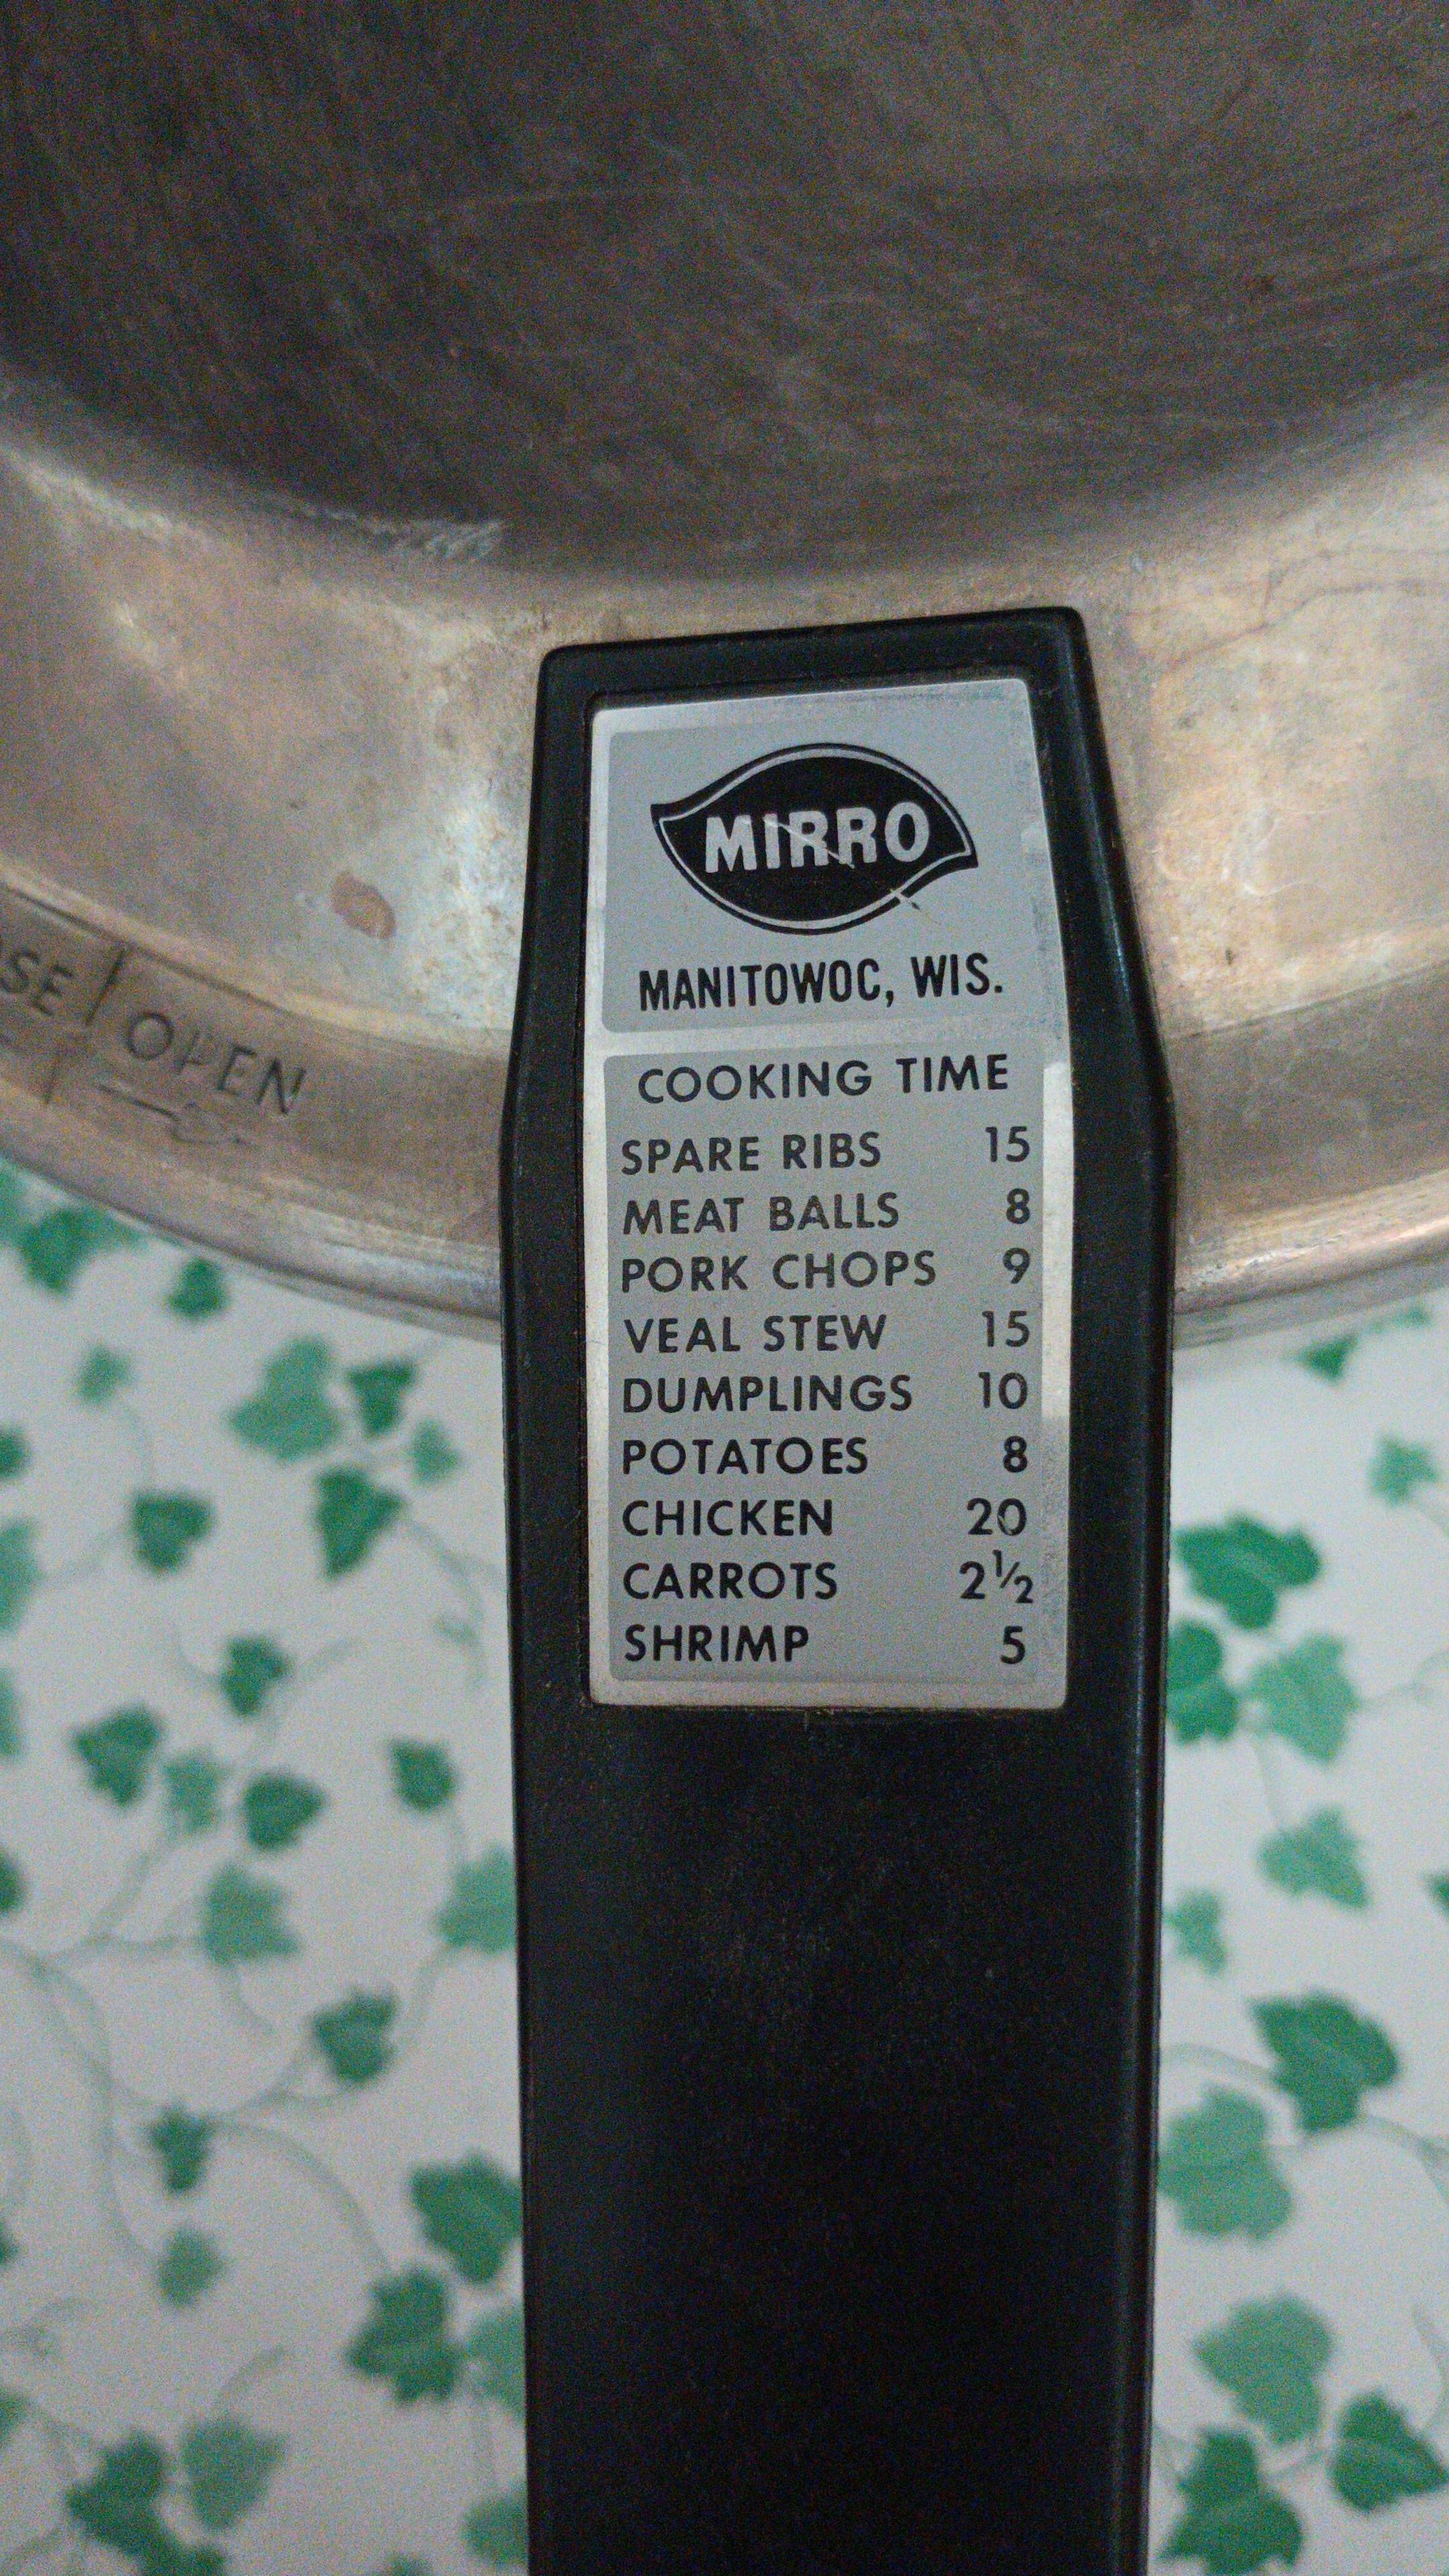 MIRRO
MANITOWOC, WIS.
COOKING TIME
SPARE RIBS 15
MEAT BALLS 8
PORK CHOPS 9
VEAL STEW 15
DUMPLINGS 10
POTATOES 8
CHICKEN 20
CARROTS 2½
SHRIMP 5
OPEN